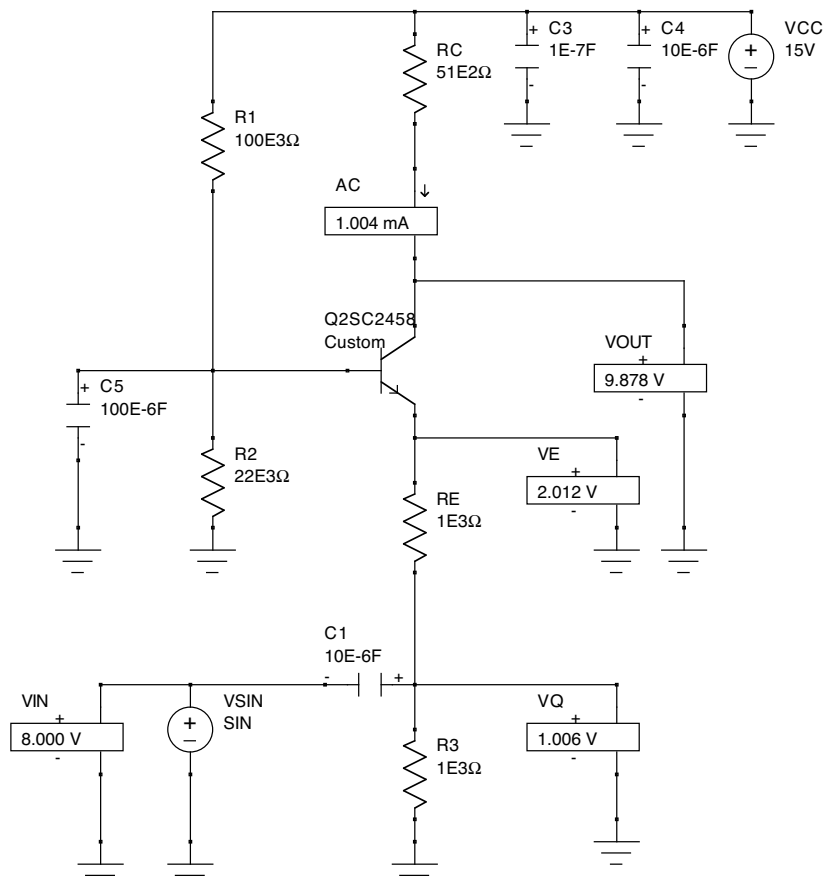 RC
51E2Ω
+ C3
1E-7F
-
+ C4
10E-6F
-
VCC
15V
+
−
R1
100E3Ω
AC
↓
1.004 mA
Q2SC2458
Custom
VOUT
+
9.878 V
-
+ C5
100E-6F
-
R2
22E3Ω
VE
+
2.012 V
-
RE
1E3Ω
C1
10E-6F
- +
VIN
+
8.000 V
-
VSIN
SIN
+
−
R3
1E3Ω
VQ
+
1.006 V
-